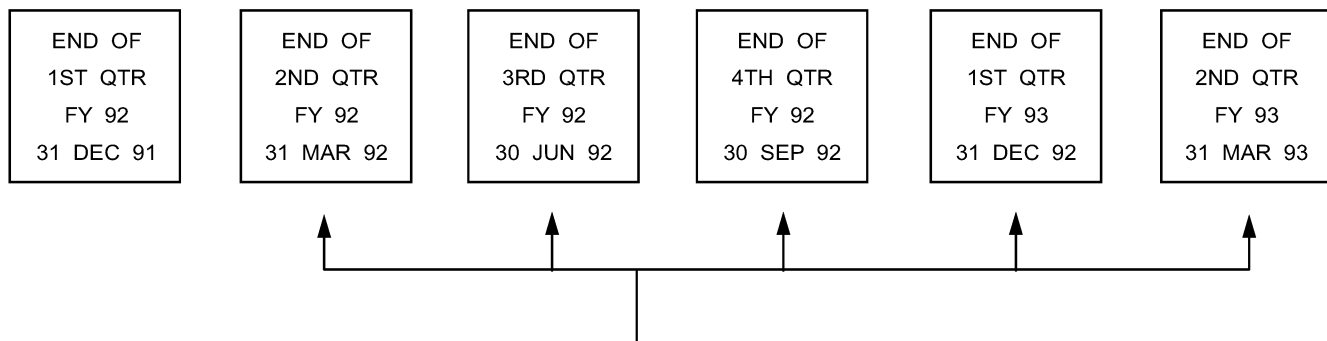 END OF
1ST QTR
FY 92
31 DEC 91
END OF
2ND QTR
FY 92
31 MAR 92
END OF
3RD QTR
FY 92
30 JUN 92
END OF
4TH QTR
FY 92
30 SEP 92
END OF
1ST QTR
FY 93
31 DEC 92
END OF
2ND QTR
FY 93
31 MAR 93